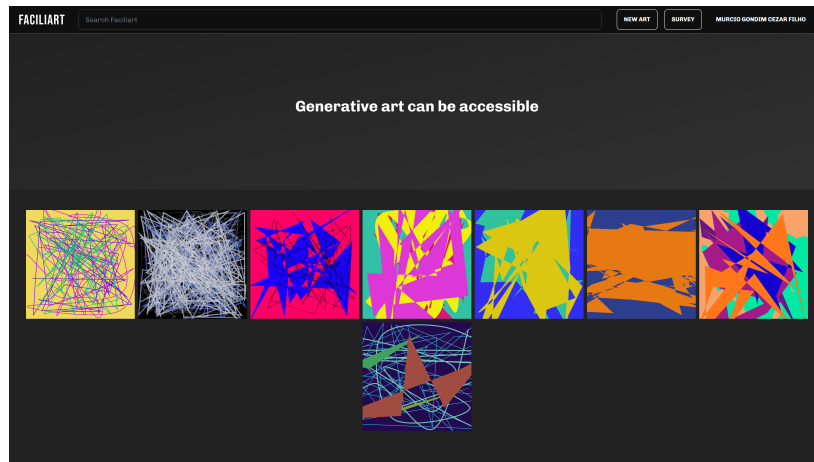 FACILIART
Search Faciliart
NEW ART
SURVEY
MURCIO GONDIM CEZAR FILHO
Generative art can be accessible